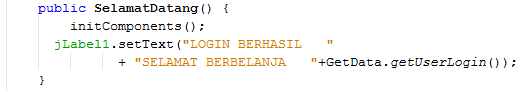 public SelamatDatang() {
initComponents();
jLabel1.setText("LOGIN BERHASIL   "
+ "SELAMAT BERBELANJA   "+GetData.getUserLogin());
}